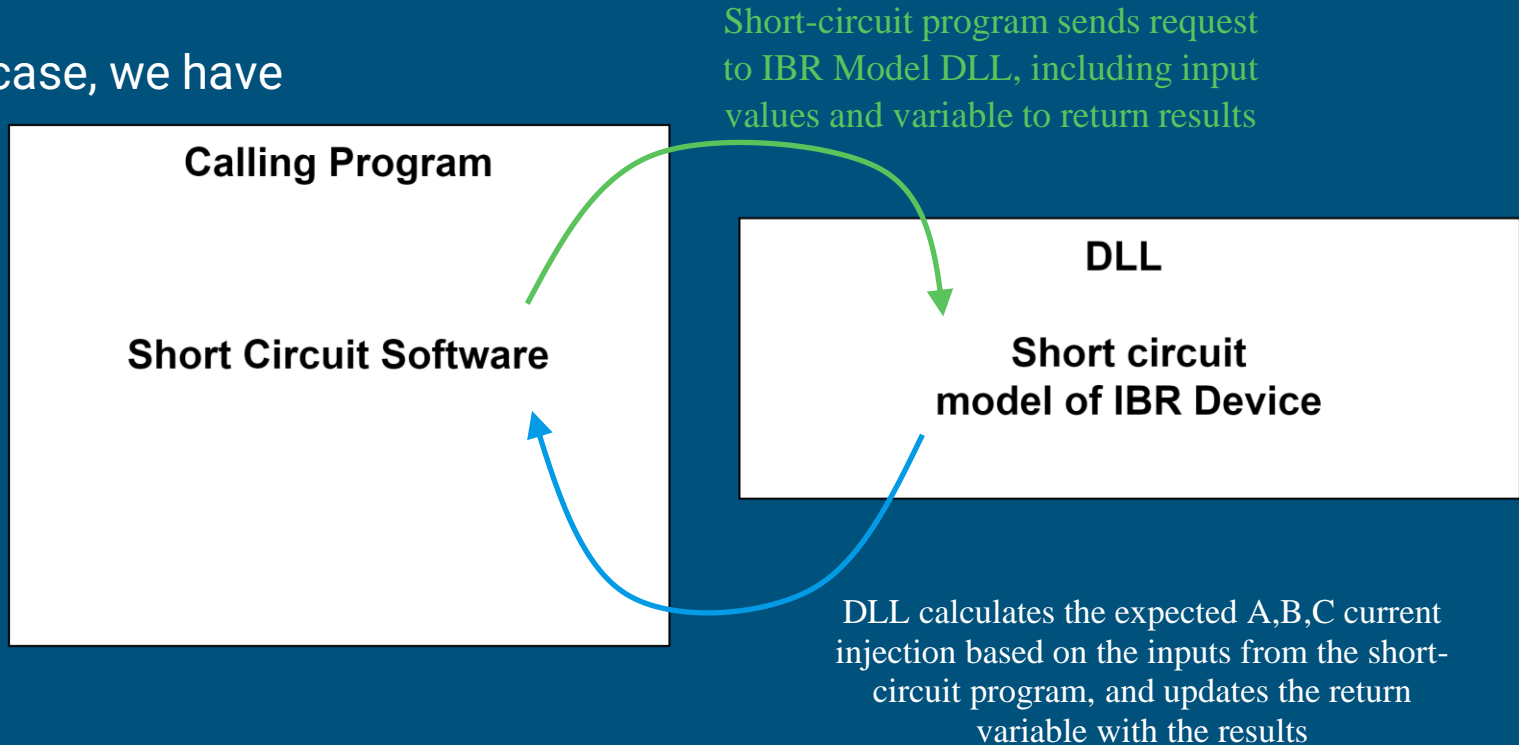 case, we have
Short-circuit program sends request
to IBR Model DLL, including input
values and variable to return results
Calling Program
Short Circuit Software
DLL
Short circuit
model of IBR Device
DLL calculates the expected A,B,C current
injection based on the inputs from the short-
circuit program, and updates the return
variable with the results